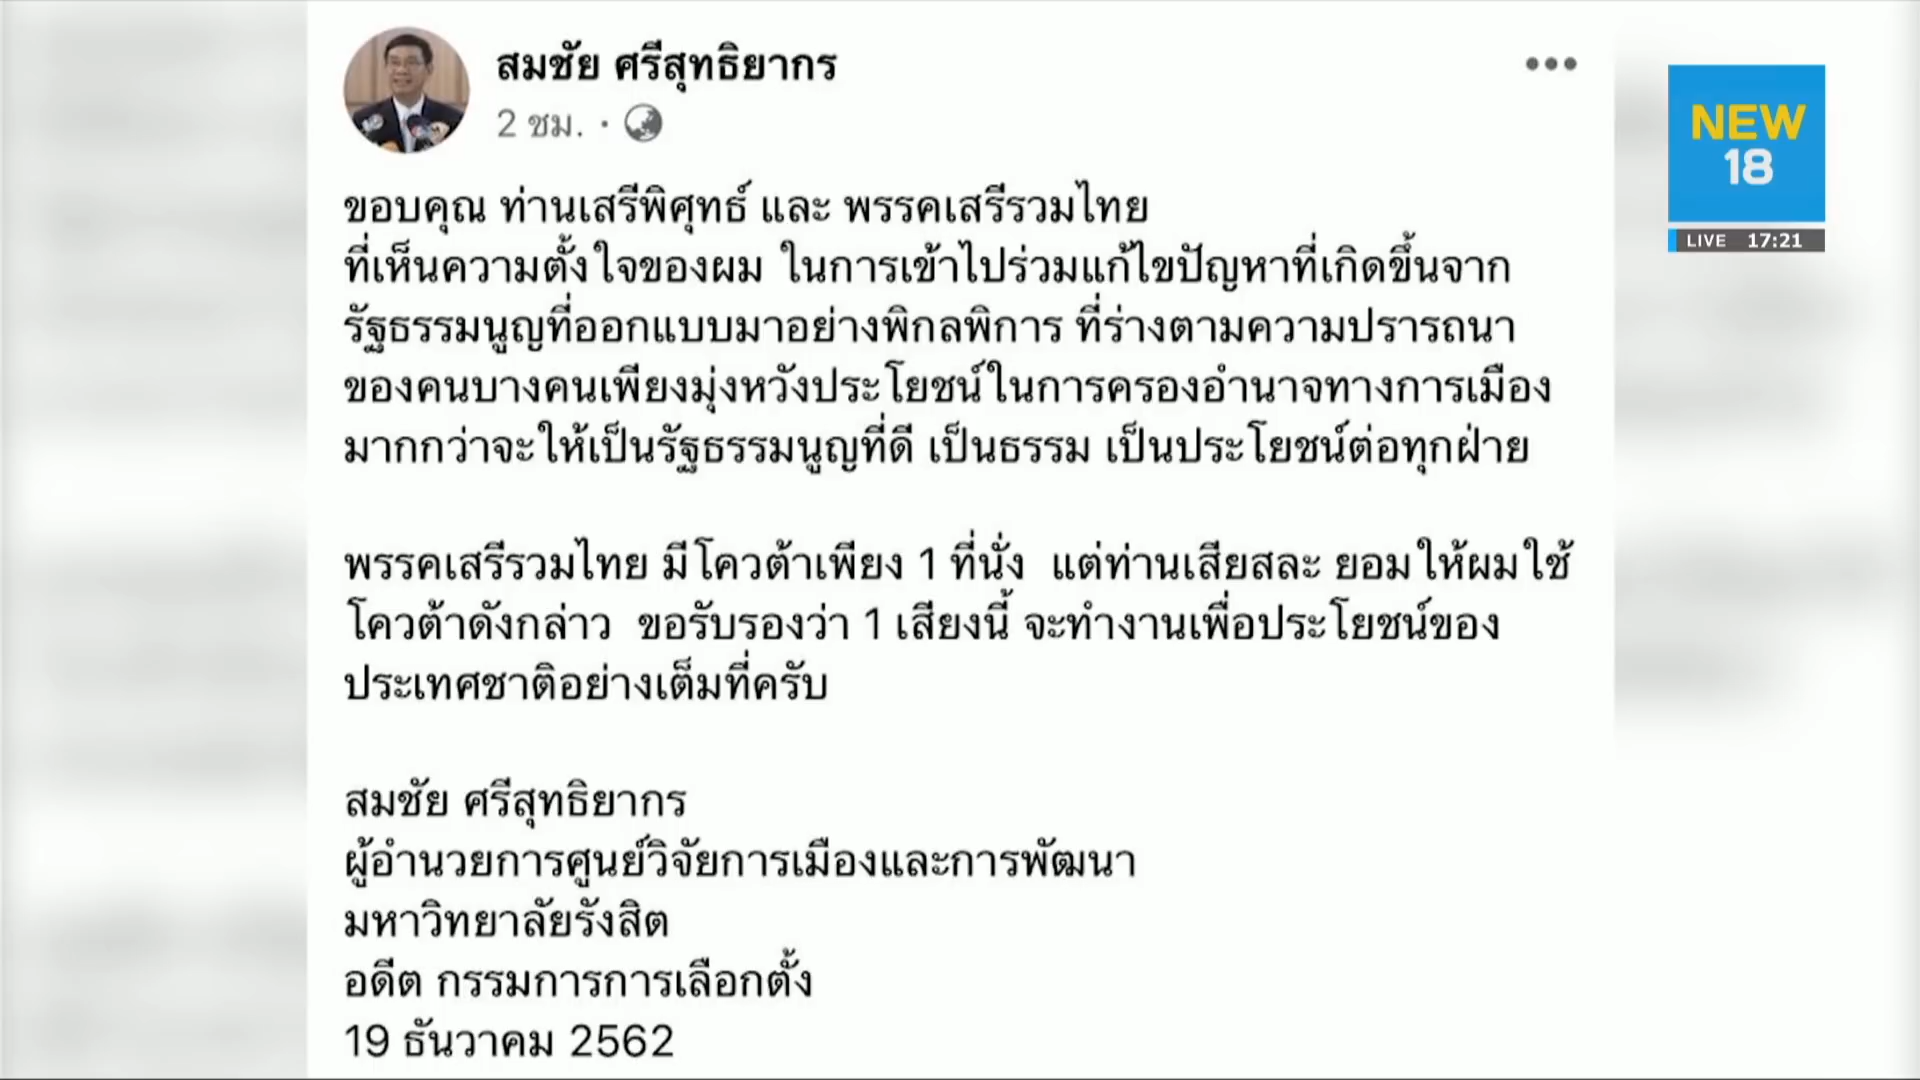 สมชัย ศรีสุทธิยากร
2 ชม. ·
NEW
18
LIVE 17:21
ขอบคุณ ท่านเสรีพิศุทธ์ และ พรรคเสรีรวมไทย
ที่เห็นความตั้งใจของผม ในการเข้าไปร่วมแก้ไขปัญหาที่เกิดขึ้นจาก
รัฐธรรมนูญที่ออกแบบมาอย่างพิกลพิการ ที่ร่างตามความปรารถนา
ของคนบางคนเพียงมุ่งหวังประโยชน์ในการครองอำนาจทางการเมือง
มากกว่าจะให้เป็นรัฐธรรมนูญที่ดี เป็นธรรม เป็นประโยชน์ต่อทุกฝ่าย
พรรคเสรีรวมไทย มีโควต้าเพียง 1 ที่นั่ง แต่ท่านเสียสละ ยอมให้ผมใช้
โควต้าดังกล่าว ขอรับรองว่า 1 เสียงนี้ จะทำงานเพื่อประโยชน์ของ
ประเทศชาติอย่างเต็มที่ครับ
สมชัย ศรีสุทธิยากร
ผู้อำนวยการศูนย์วิจัยการเมืองและการพัฒนา
มหาวิทยาลัยรังสิต
อดีต กรรมการการเลือกตั้ง
19 ธันวาคม 2562